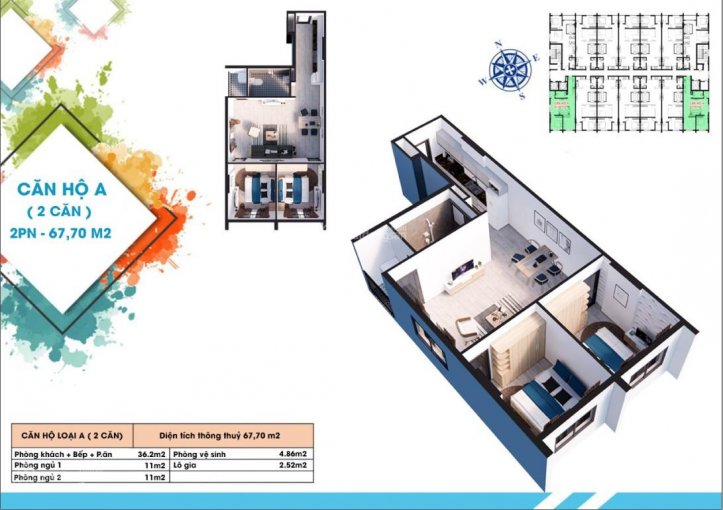 CĂN HỘ A
( 2 CĂN )
2PN - 67,70 M2
N
E
S
W
CĂN HỘ LOẠI A ( 2 CĂN) Diện tích thông thuỷ 67,70 m2
Phòng khách + Bếp + P.ăn 36.2m2 Phòng vệ sinh 4.86m2
Phòng ngủ 1 11m2 Lô gia 2.52m2
Phòng ngủ 2 11m2